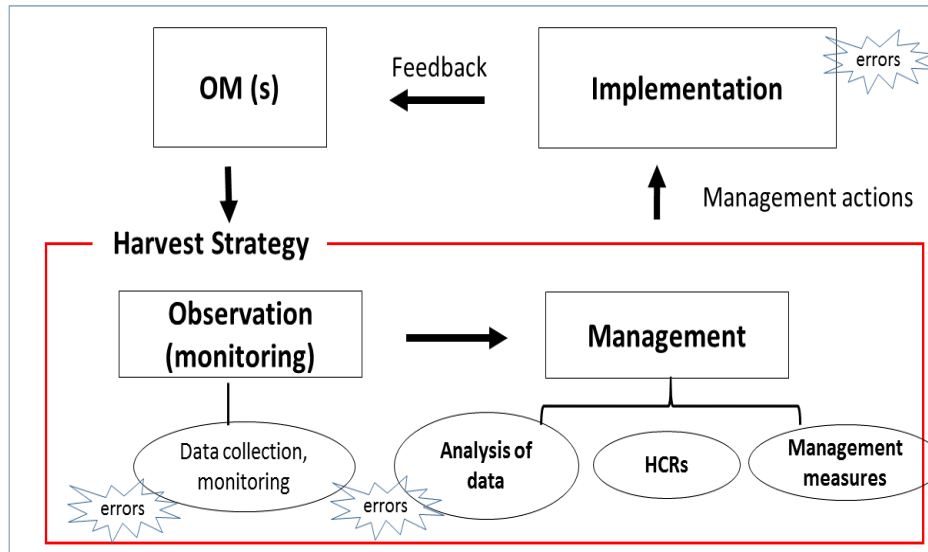 OM (s)
Feedback
Implementation
errors
Management actions
Harvest Strategy
Observation
(monitoring)
Management
Data collection,
monitoring
errors
errors
Analysis of
data
HCRs
Management
measures